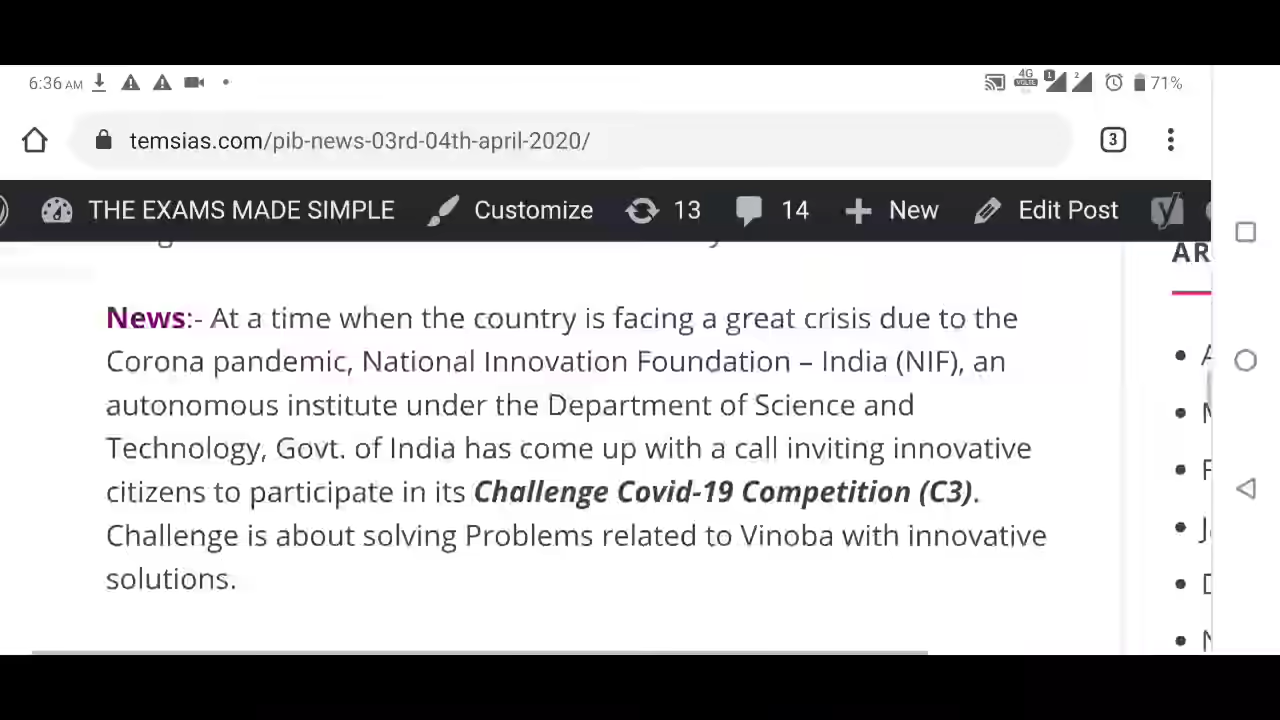 6:36 AM 4G VOLTE 1 2 71%
temsias.com/pib-news-03rd-04th-april-2020/ 3
THE EXAMS MADE SIMPLE Customize 13 14 New Edit Post
AR
News:- At a time when the country is facing a great crisis due to the
Corona pandemic, National Innovation Foundation – India (NIF), an
autonomous institute under the Department of Science and
Technology, Govt. of India has come up with a call inviting innovative
citizens to participate in its Challenge Covid-19 Competition (C3).
Challenge is about solving Problems related to Vinoba with innovative
solutions.